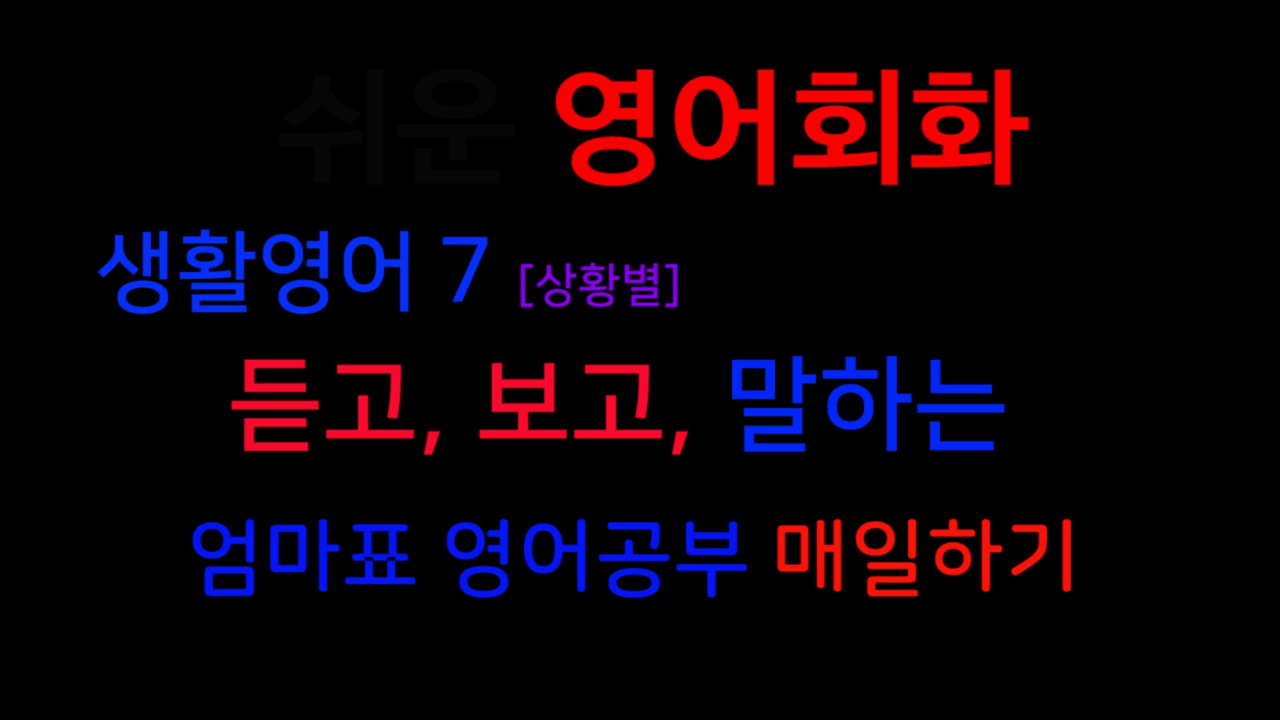 쉬운 영어회화
생활영어 7 [상황별]
듣고, 보고, 말하는
엄마표 영어공부 매일하기